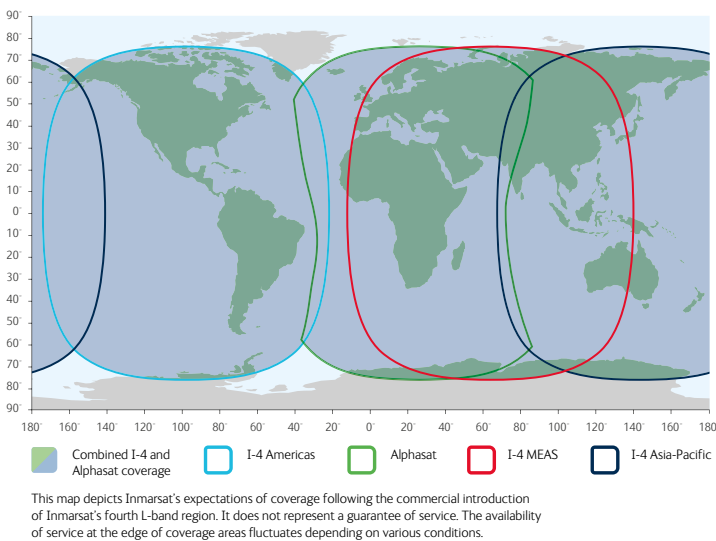 90°
80°
70°
60°
50°
40°
30°
20°
10°
0°
10°
20°
30°
40°
50°
60°
70°
80°
90°
180° 160° 140° 120° 100° 80° 60° 40° 20° 0° 20° 40° 60° 80° 100° 120° 140° 160° 180
Combined I-4 and
Alphasat coverage
I-4 Americas
Alphasat
I-4 MEAS
I-4 Asia-Pacific
This map depicts Inmarsat's expectations of coverage following the commercial introduction
of Inmarsat's fourth L-band region. It does not represent a guarantee of service. The availability
of service at the edge of coverage areas fluctuates depending on various conditions.